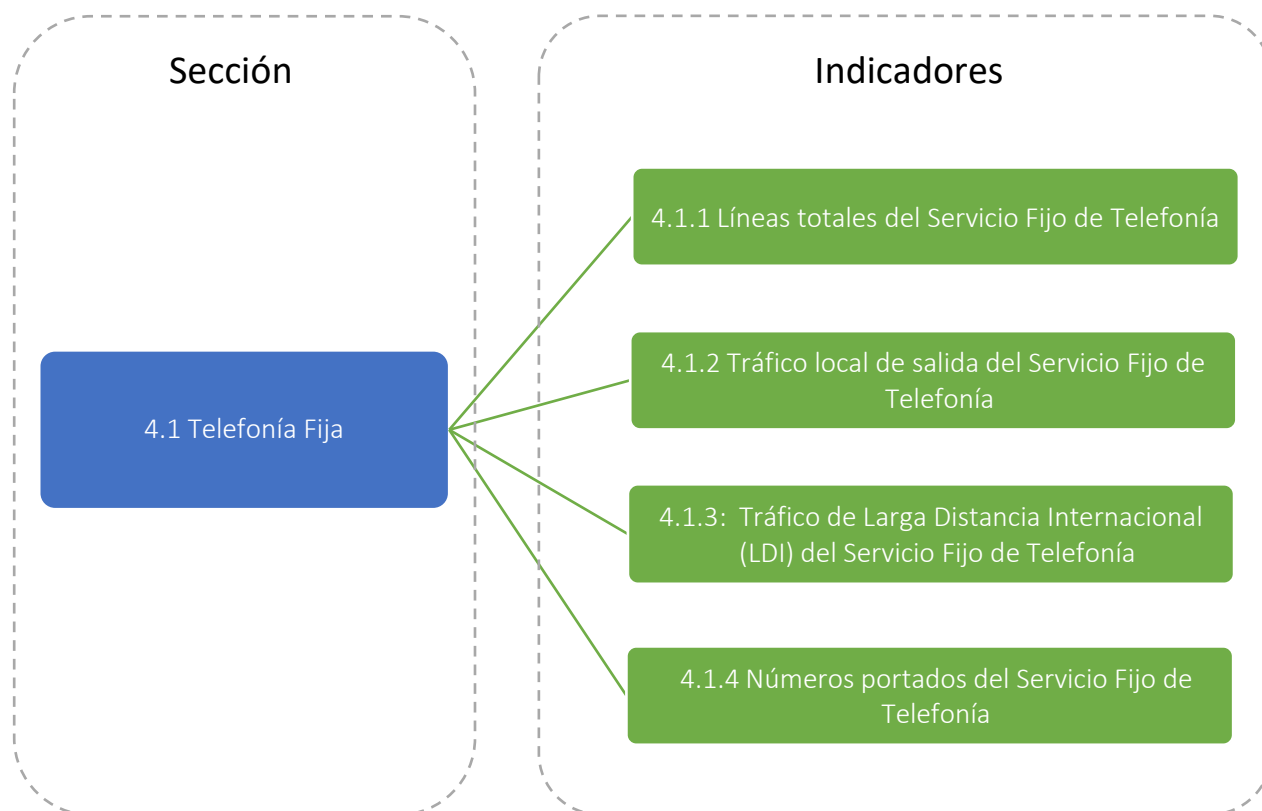 Sección
Indicadores
4.1 Telefonía Fija
4.1.1 Líneas totales del Servicio Fijo de Telefonía
4.1.2 Tráfico local de salida del Servicio Fijo de
Telefonía
4.1.3:  Tráfico de Larga Distancia Internacional
(LDI) del Servicio Fijo de Telefonía
4.1.4 Números portados del Servicio Fijo de
Telefonía